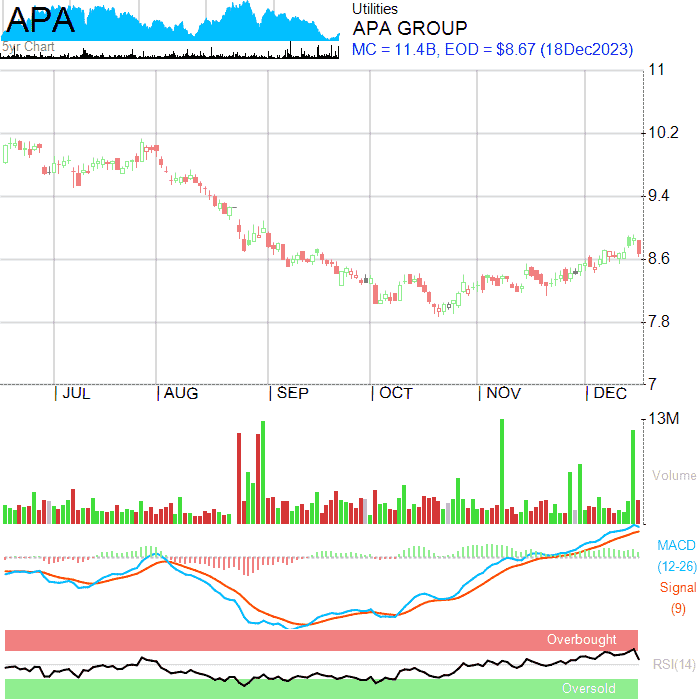 APA
5yr Chart
Utilities
APA GROUP
MC = 11.4B, EOD = $8.67 (18Dec2023)
11
10.2
9.4
8.6
7.8
7
JUL AUG SEP OCT NOV DEC
13M
Volume
MACD
(12-26)
Signal
(9)
Overbought
RSI(14)
Oversold